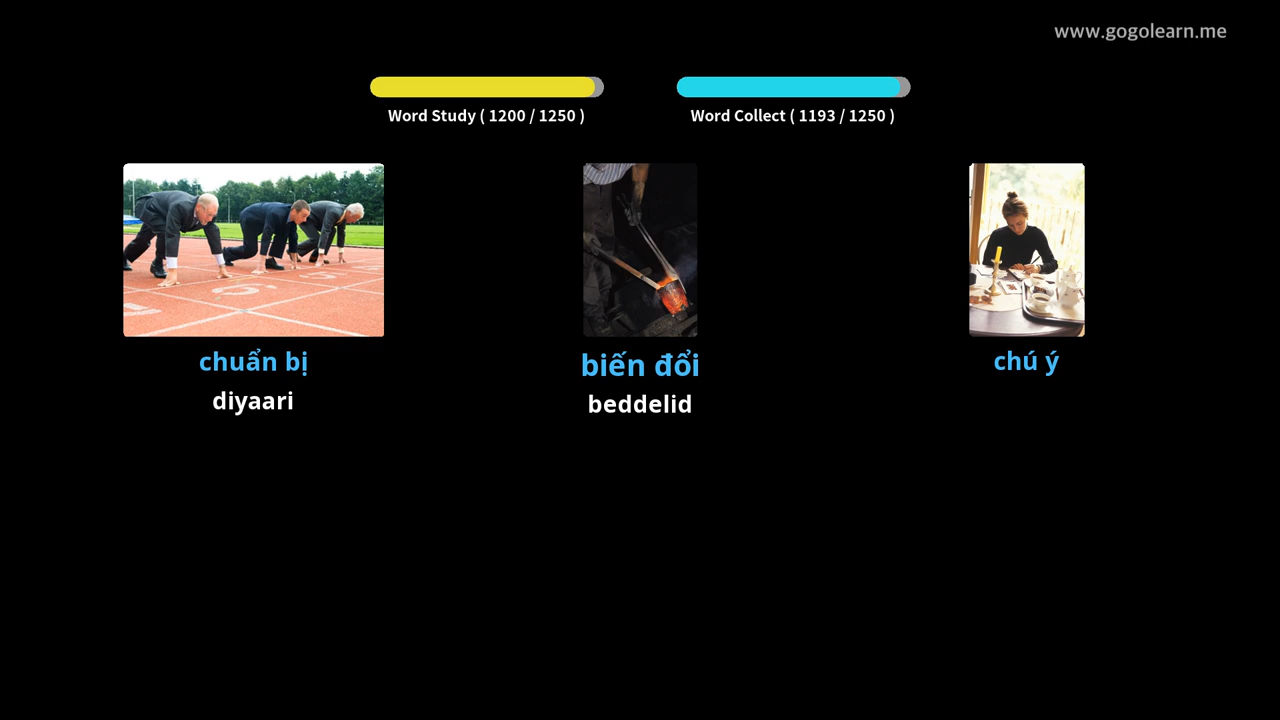 www.gogolearn.me
Word Study ( 1200 / 1250 )
Word Collect ( 1193 / 1250 )
chuẩn bị
diyaari
biến đổi
beddelid
chú ý